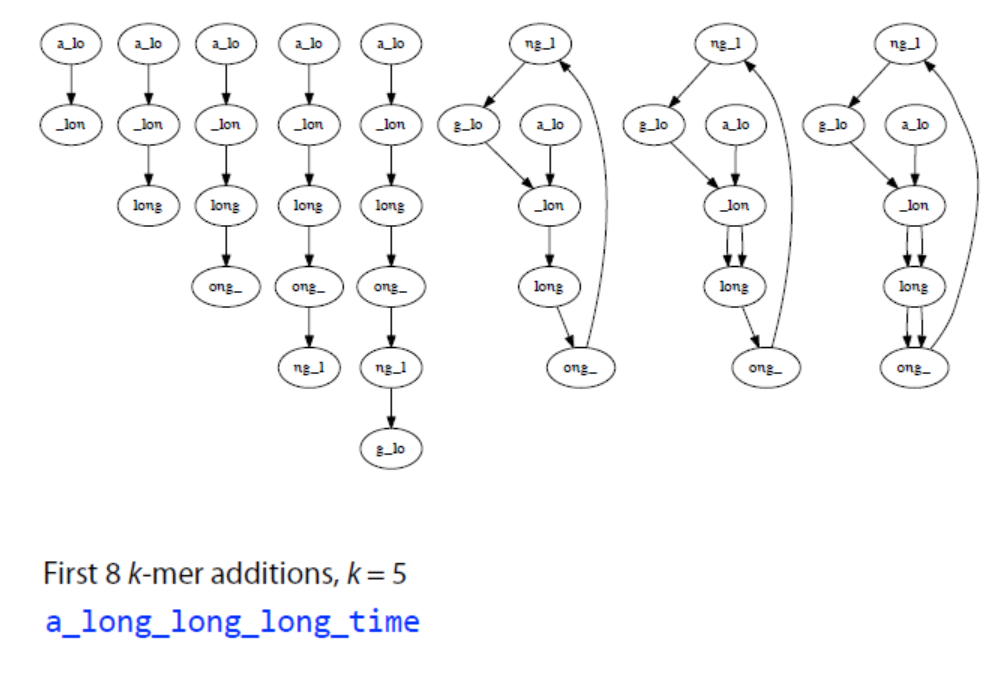 a_lo a_lo a_lo a_lo a_lo ng_l ng_l ng_l
_lon _lon _lon _lon _lon g_lo a_lo g_lo a_lo g_lo a_lo
long long long long _lon _lon _lon
ong_ ong_ ong_ long long long
ng_l ng_l ong_ ong_ ong_
g_lo
First 8 k-mer additions, k = 5
a_long_long_long_time